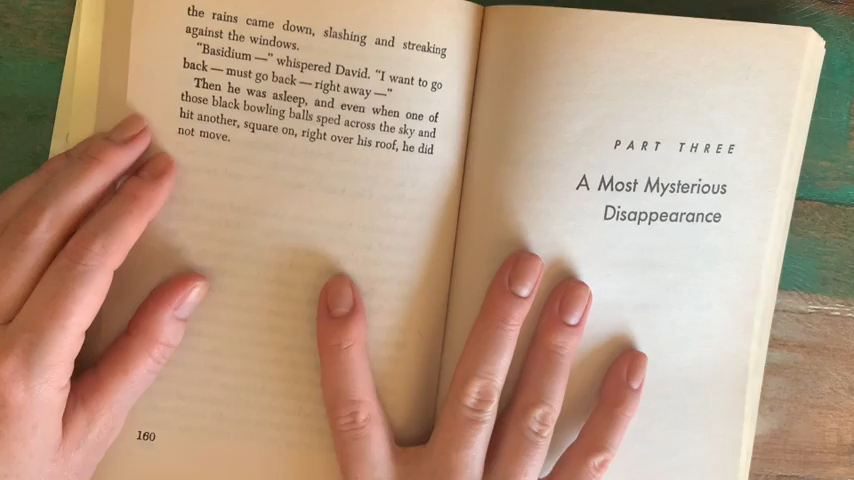 the rains came down, slashing and streaking
against the windows.
“Basidium —” whispered David. “I want to go
back — must go back — right away —”
Then he was asleep, and even when one of
those black bowling balls sped across the sky and
hit another, square on, right over his roof, he did
not move.
160
PART THREE
A Most Mysterious
Disappearance